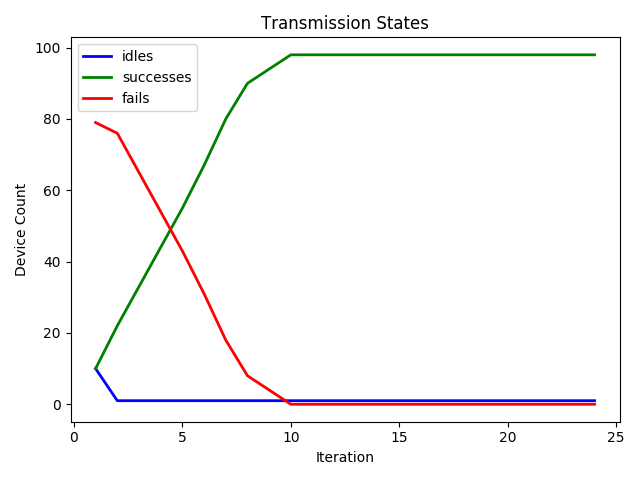 Transmission States
idles
successes
fails
100
80
60
40
20
0
Device Count
0 5 10 15 20 25
Iteration